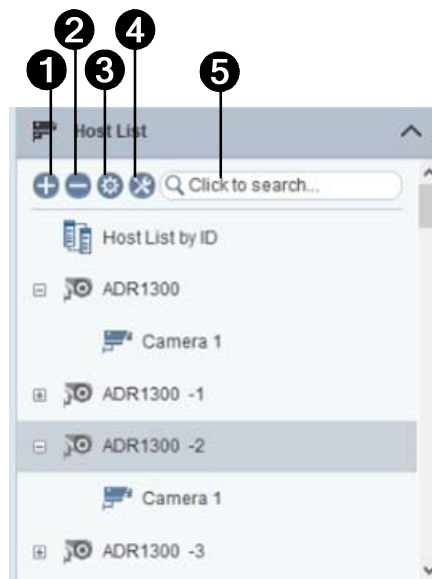 2
4
1
3
5
Host List
Click to search...
Host List by ID
ADR1300
Camera 1
ADR1300 -1
ADR1300 -2
Camera 1
ADR1300 -3